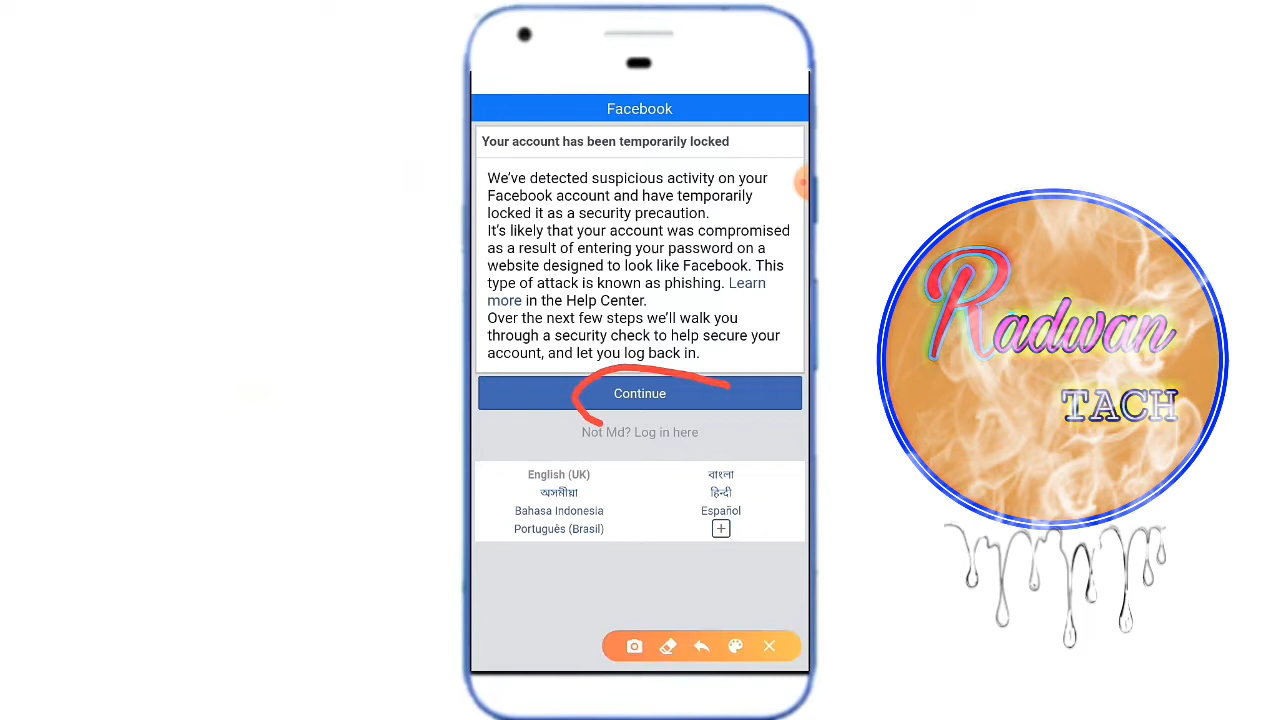 Facebook
Your account has been temporarily locked
We've detected suspicious activity on your
Facebook account and have temporarily
locked it as a security precaution.
It's likely that your account was compromised
as a result of entering your password on a
website designed to look like Facebook. This
type of attack is known as phishing. Learn
more in the Help Center.
Over the next few steps we'll walk you
through a security check to help secure your
account, and let you log back in.
Continue
Not Md? Log in here
English (UK)
বাংলা
অসমীয়া
हिन्दी
Bahasa Indonesia
Español
Português (Brasil)
Radwan
TACH